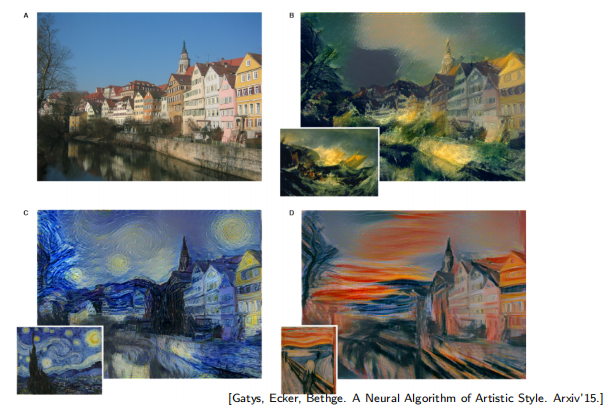 A
B
C
D
[Gatys, Ecker, Bethge. A Neural Algorithm of Artistic Style. Arxiv'15.]